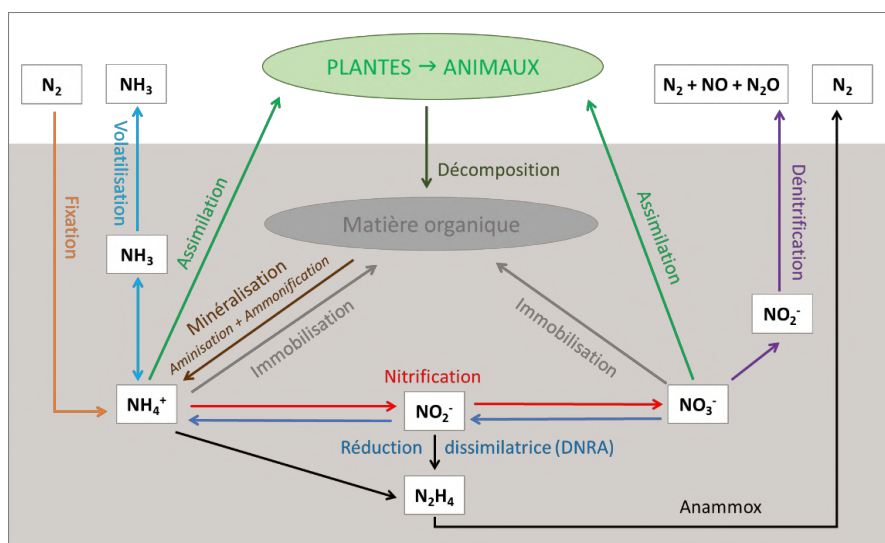 PLANTES → ANIMAUX
N₂
NH₃
N₂ + NO + N₂O
N₂
Volatilisation
Fixation
Assimilation
Décomposition
Assimilation
Dénitrification
Matière organique
NH₃
Minéralisation
Aminisation + Ammonification
Immobilisation
Immobilisation
NO₂⁻
Nitrification
NH₄⁺
NO₂⁻
NO₃⁻
Réduction dissimilatrice (DNRA)
N₂H₄
Anammox